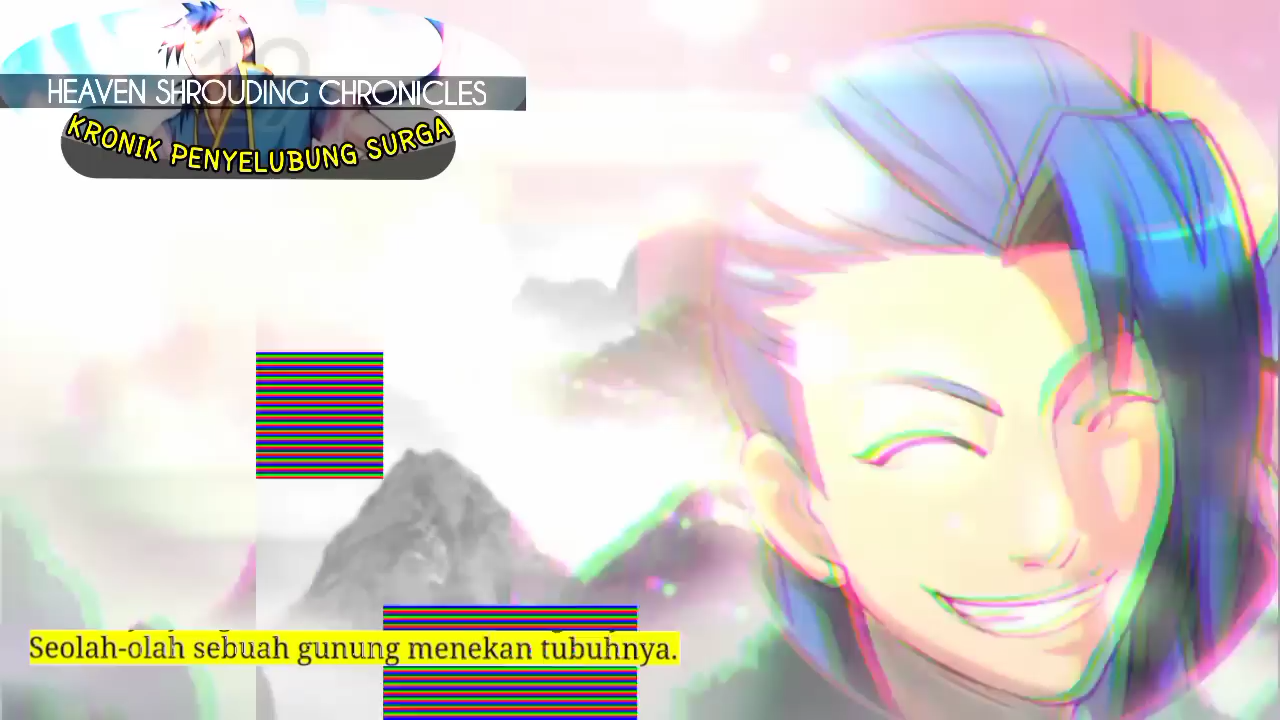 HEAVEN SHROUDING CHRONICLES
KRONIK PENYELUBUNG SURGA
Seolah-olah sebuah gunung menekan tubuhnya.